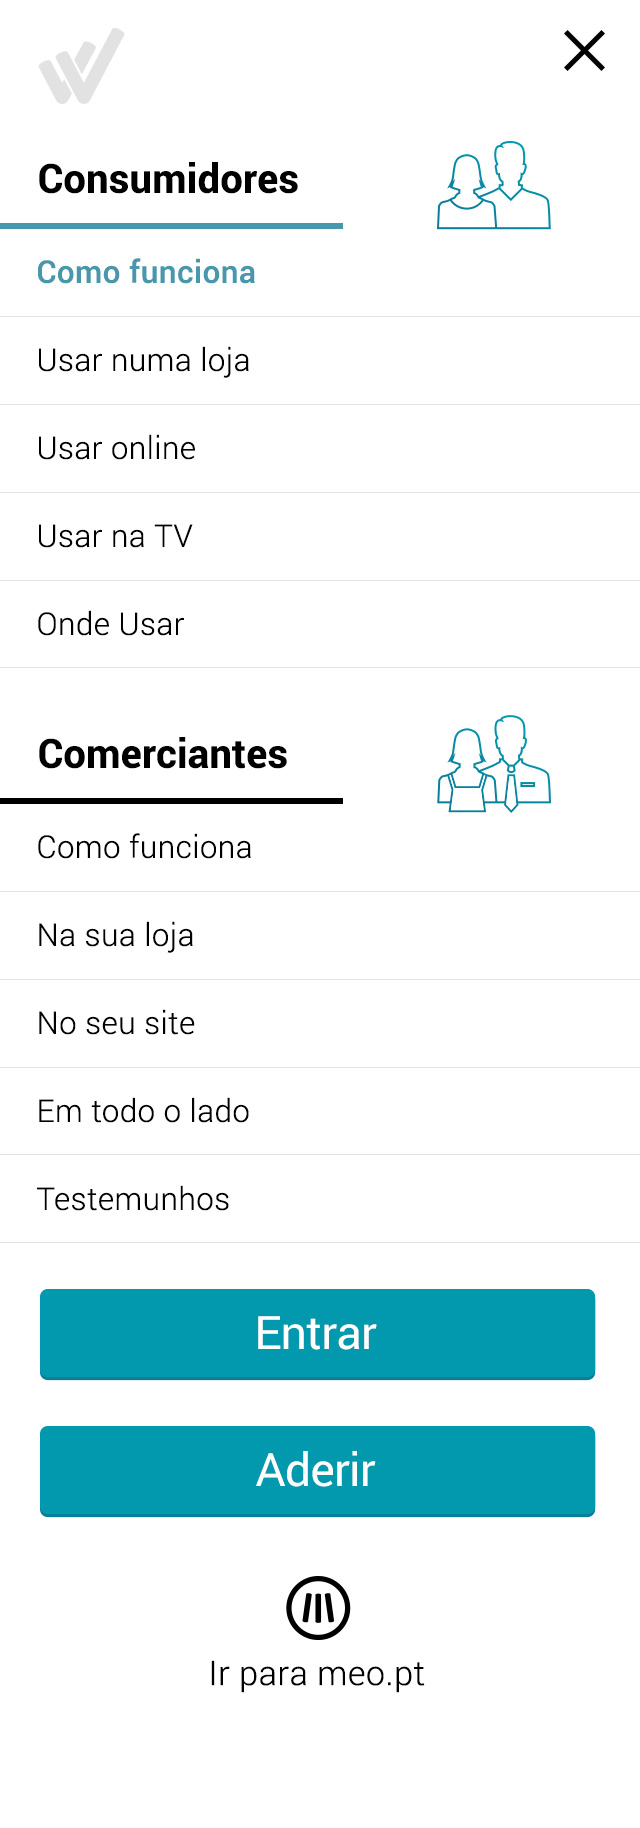 Consumidores
Como funciona
Usar numa loja
Usar online
Usar na TV
Onde Usar
Comerciantes
Como funciona
Na sua loja
No seu site
Em todo o lado
Testemunhos
Entrar
Aderir
Ir para meo.pt